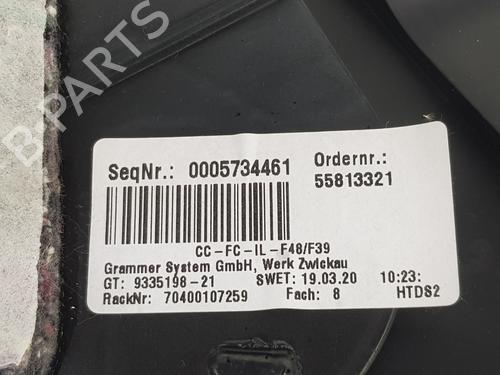 B-PARTS
SeqNr.: 0005734461 Ordernr.:
55813321
CC-FC-IL-F48/F39
Grammer System GmbH, Werk Zwickau
GT: 9335198-21 SWET: 19.03.20 10:23:
RackNr: 70400107259 Fach: 8 HTDS2